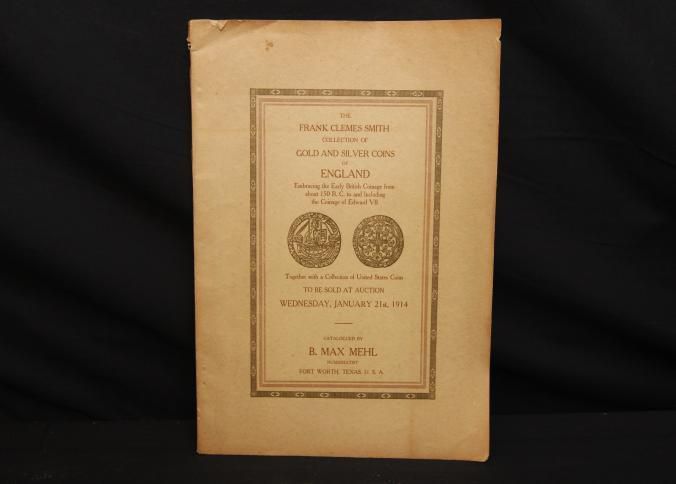 THE
FRANK CLEMES SMITH
COLLECTION OF
GOLD AND SILVER COINS
OF
ENGLAND
Embracing the Early British Coinage from
about 150 B. C. to and Including
the Coinage of Edward VII
Together with a Collection of United States Coins
TO BE SOLD AT AUCTION
WEDNESDAY, JANUARY 21st, 1914
CATALOGUED BY
B. MAX MEHL
NUMISMATIST
FORT WORTH, TEXAS, U. S. A.